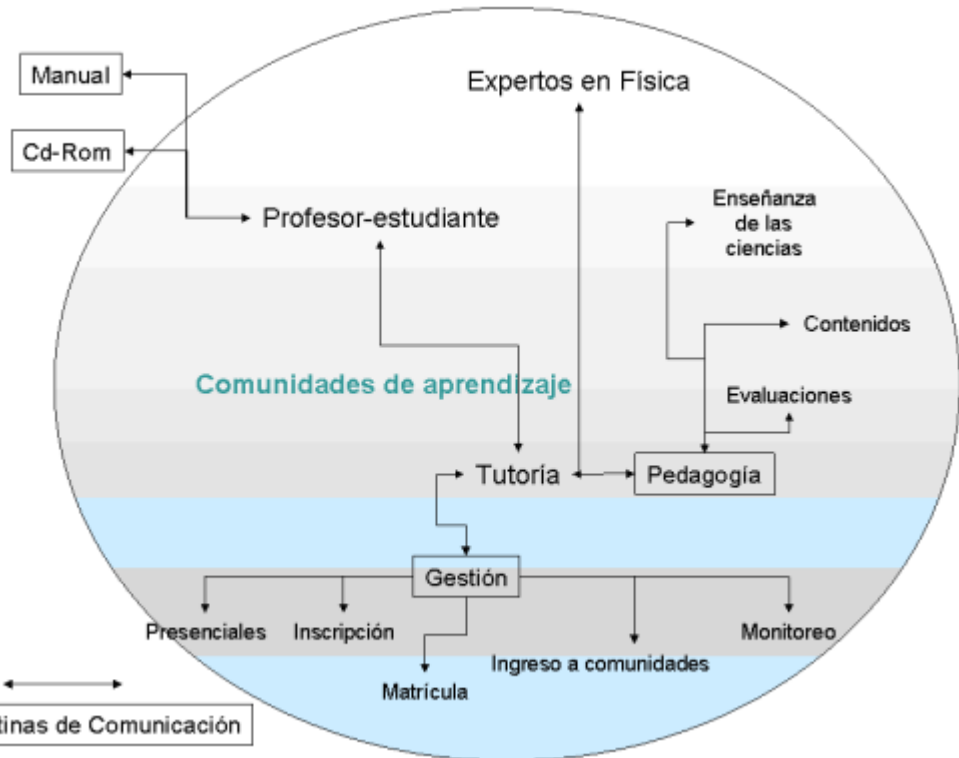 Manual
Expertos en Física
Cd-Rom
Enseñanza
de las
ciencias
Profesor-estudiante
Contenidos
Comunidades de aprendizaje
Evaluaciones
Tutoría
Pedagogía
Gestión
Presenciales
Inscripción
Monitoreo
Ingreso a comunidades
Matrícula
tinas de Comunicación